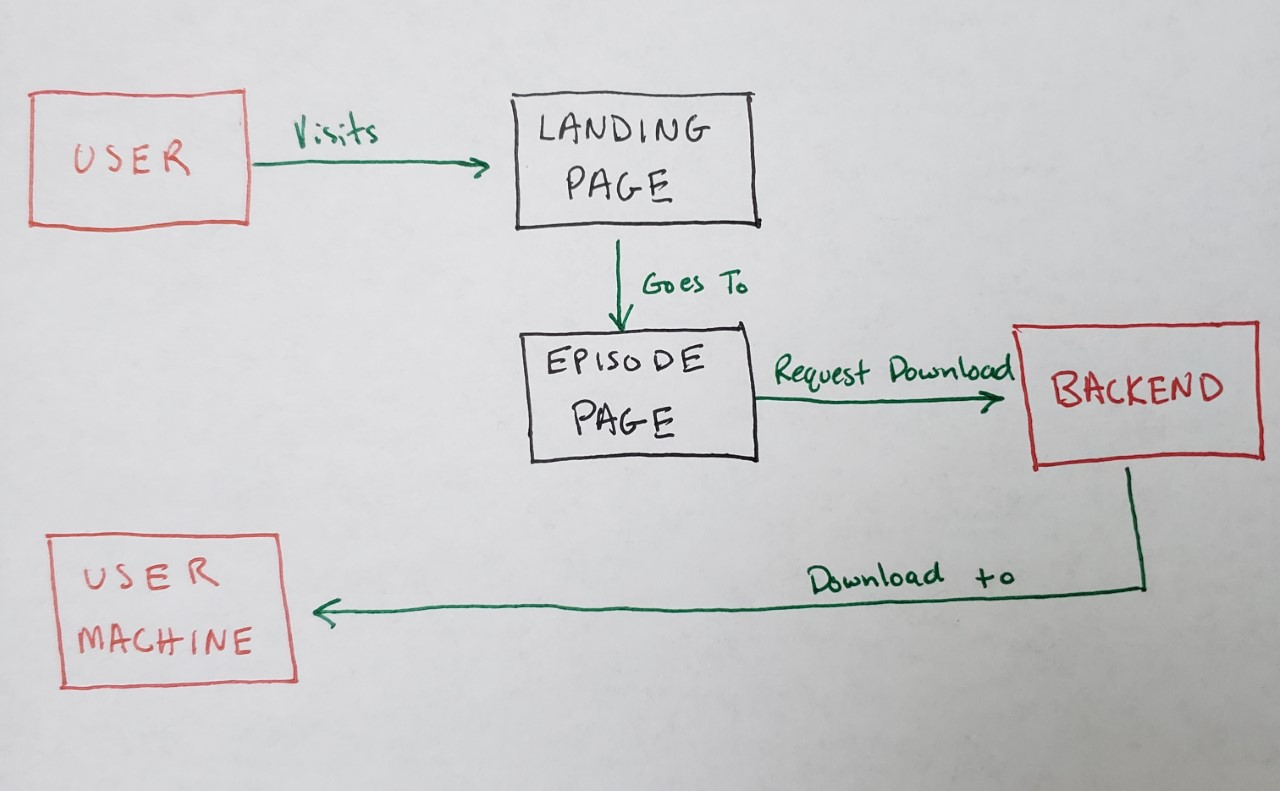 USER
Visits
LANDING
PAGE
Goes To
EPISODE
PAGE
Request Download
BACKEND
Download to
USER
MACHINE